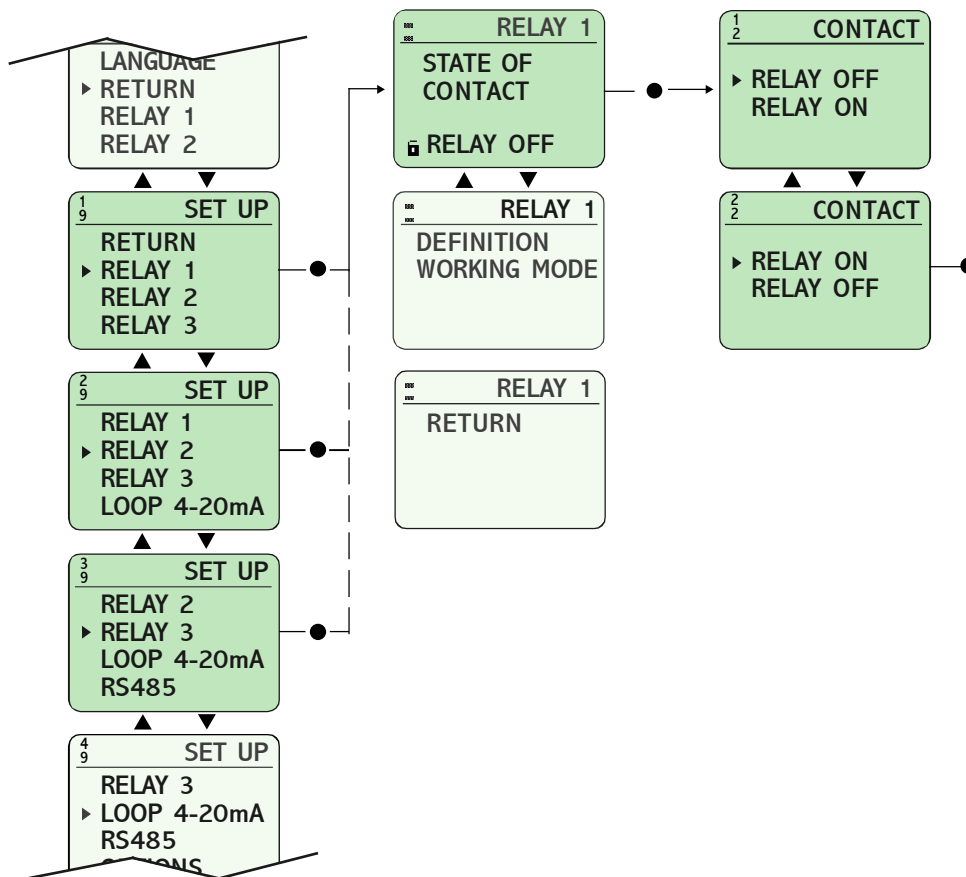 LANGUAGE
RETURN
RELAY 1
RELAY 2
1
9
SET UP
RETURN
RELAY 1
RELAY 2
RELAY 3
2
9
SET UP
RELAY 1
RELAY 2
RELAY 3
LOOP 4-20mA
3
9
SET UP
RELAY 2
RELAY 3
LOOP 4-20mA
RS485
4
9
SET UP
RELAY 3
LOOP 4-20mA
RS485
RELAY 1
STATE OF
CONTACT
RELAY OFF
RELAY 1
DEFINITION
WORKING MODE
RELAY 1
RETURN
1
2
CONTACT
RELAY OFF
RELAY ON
2
2
CONTACT
RELAY ON
RELAY OFF